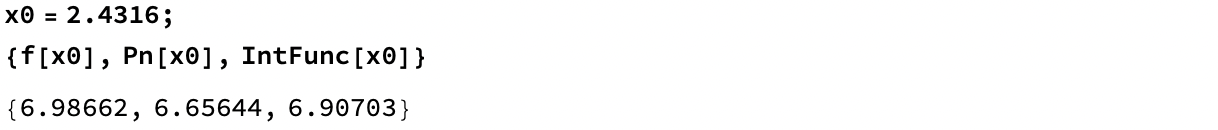 x0 = 2.4316;
{f[x0], Pn[x0], IntFunc[x0]}
{6.98662, 6.65644, 6.90703}